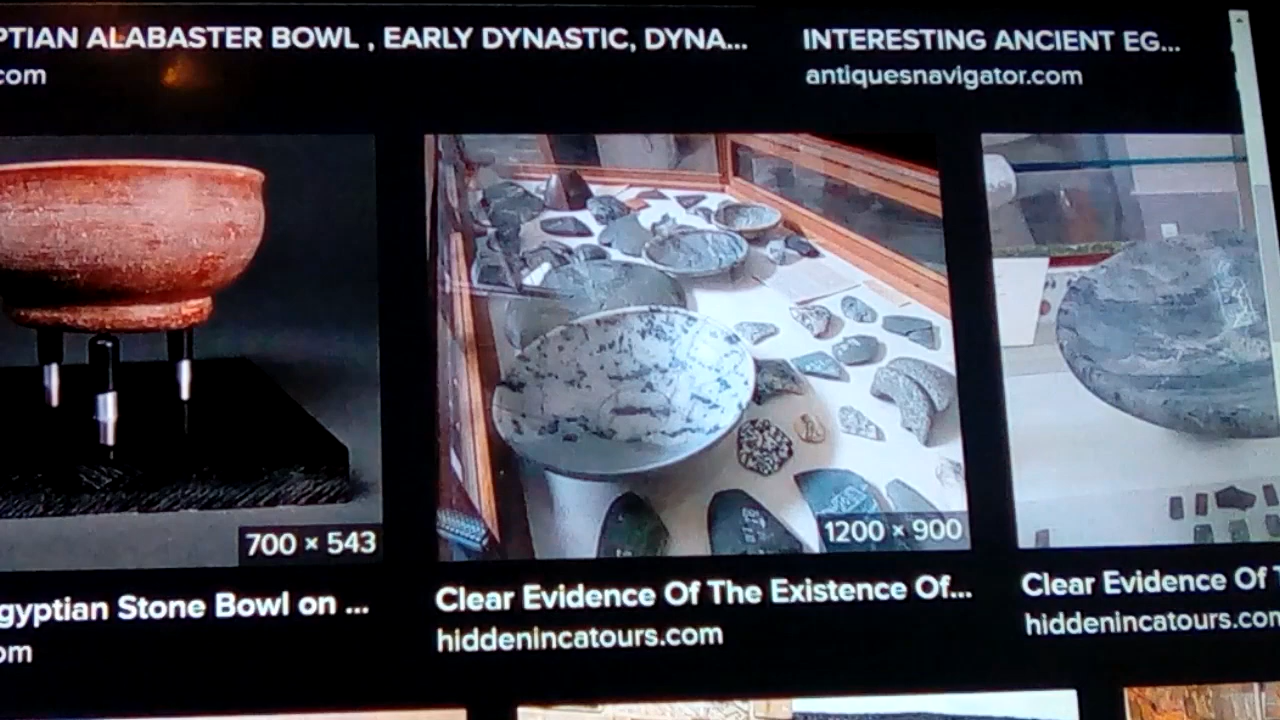 PTIAN ALABASTER BOWL , EARLY DYNASTIC, DYNA...
INTERESTING ANCIENT EG...
com
antiquesnavigator.com
700 × 543
1200 × 900
gyptian Stone Bowl on ...
Clear Evidence Of The Existence Of...
Clear Evidence Of T
om
hiddenincatours.com
hiddenincatours.con